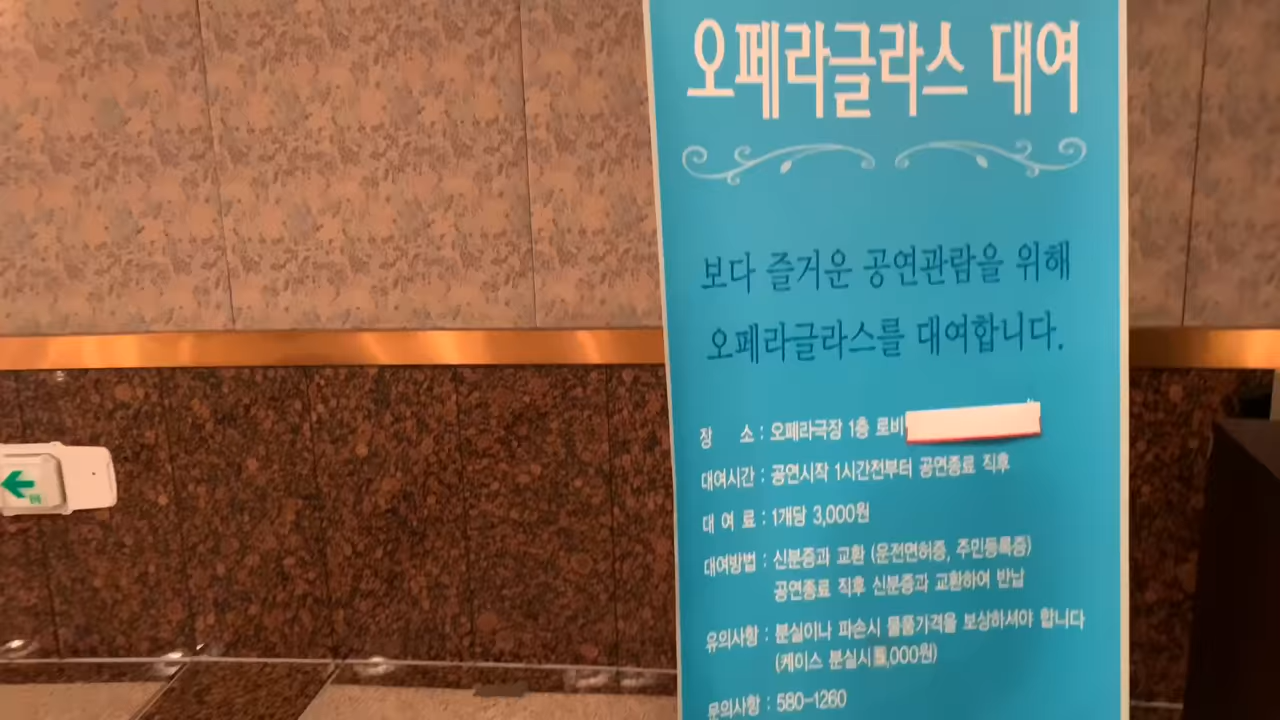 오페라글라스 대여
보다 즐거운 공연관람을 위해
오페라글라스를 대여합니다.
장 소 : 오페라극장 1층 로비
대여시간 : 공연시작 1시간전부터 공연종료 직후
대 여 료 : 1개당 3,000원
대여방법 : 신분증과 교환 (운전면허증, 주민등록증)
공연종료 직후 신분증과 교환하여 반납
유의사항 : 분실이나 파손시 물품가격을 보상하셔야 합니다
(케이스 분실시 ,000원)
문의사항 : 580-1260